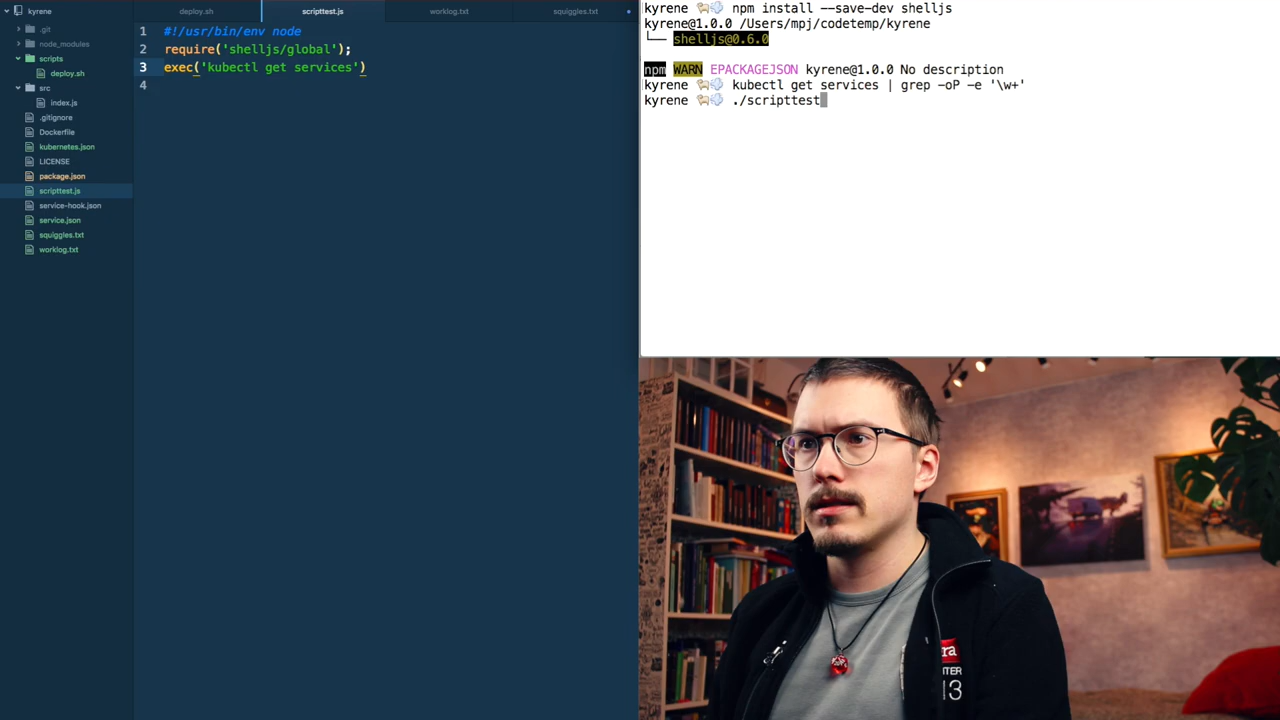 kyrene
.git
node_modules
scripts
deploy.sh
src
index.js
.gitignore
Dockerfile
kubernetes.json
LICENSE
package.json
scripttest.js
service-hook.json
service.json
squiggles.txt
worklog.txt
deploy.sh
scripttest.js
worklog.txt
squiggles.txt
1 #!/usr/bin/env node
2 require('shelljs/global');
3 exec('kubectl get services')
4
kyrene npm install --save-dev shelljs
kyrene@1.0.0 /Users/mpj/codetemp/kyrene
└── shelljs@0.6.0
npm WARN EPACKAGEJSON kyrene@1.0.0 No description
kyrene kubectl get services | grep -oP -e '\w+'
kyrene ./scripttest
ra
13